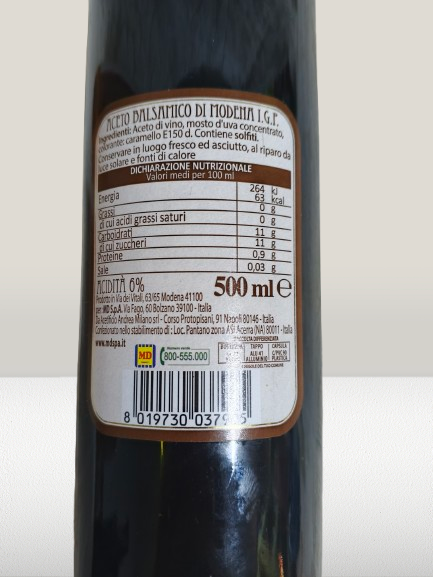 ACETO BALSAMICO DI MODENA I.G.P.
Ingredienti: Aceto di vino, mosto d'uva concentrato,
colorante: caramello E150 d. Contiene solfiti.
Conservare in luogo fresco ed asciutto, al riparo da
luce solare e fonti di calore
DICHIARAZIONE NUTRIZIONALE
Valori medi per 100 ml
Energia 264 kJ
63 kcal
Grassi 0 g
di cui acidi grassi saturi 0 g
Carboidrati 11 g
di cui zuccheri 11 g
Proteine 0,9 g
Sale 0,03 g
ACIDITÀ 6% 500 ml e
Prodotto in Via dei Vitali, 63/65 Modena 41100
per: MD S.p.A. Via Fago, 60 Bolzano 39100 - Italia
da Acetificio Andrea Milano srl - Corso Protopisani, 91 Napoli 80146 - Italia
Confezionato nello stabilimento di: Loc. Pantano zona ASI Acerra (NA) 80011 - Italia
www.mdspa.it
RACCOLTA DIFFERENZIATA
MD
800-555.000
TAPPO CAPSULA
ALU 41 C/PVC 90
ALLUMINIO PLASTICA
8 019730 037